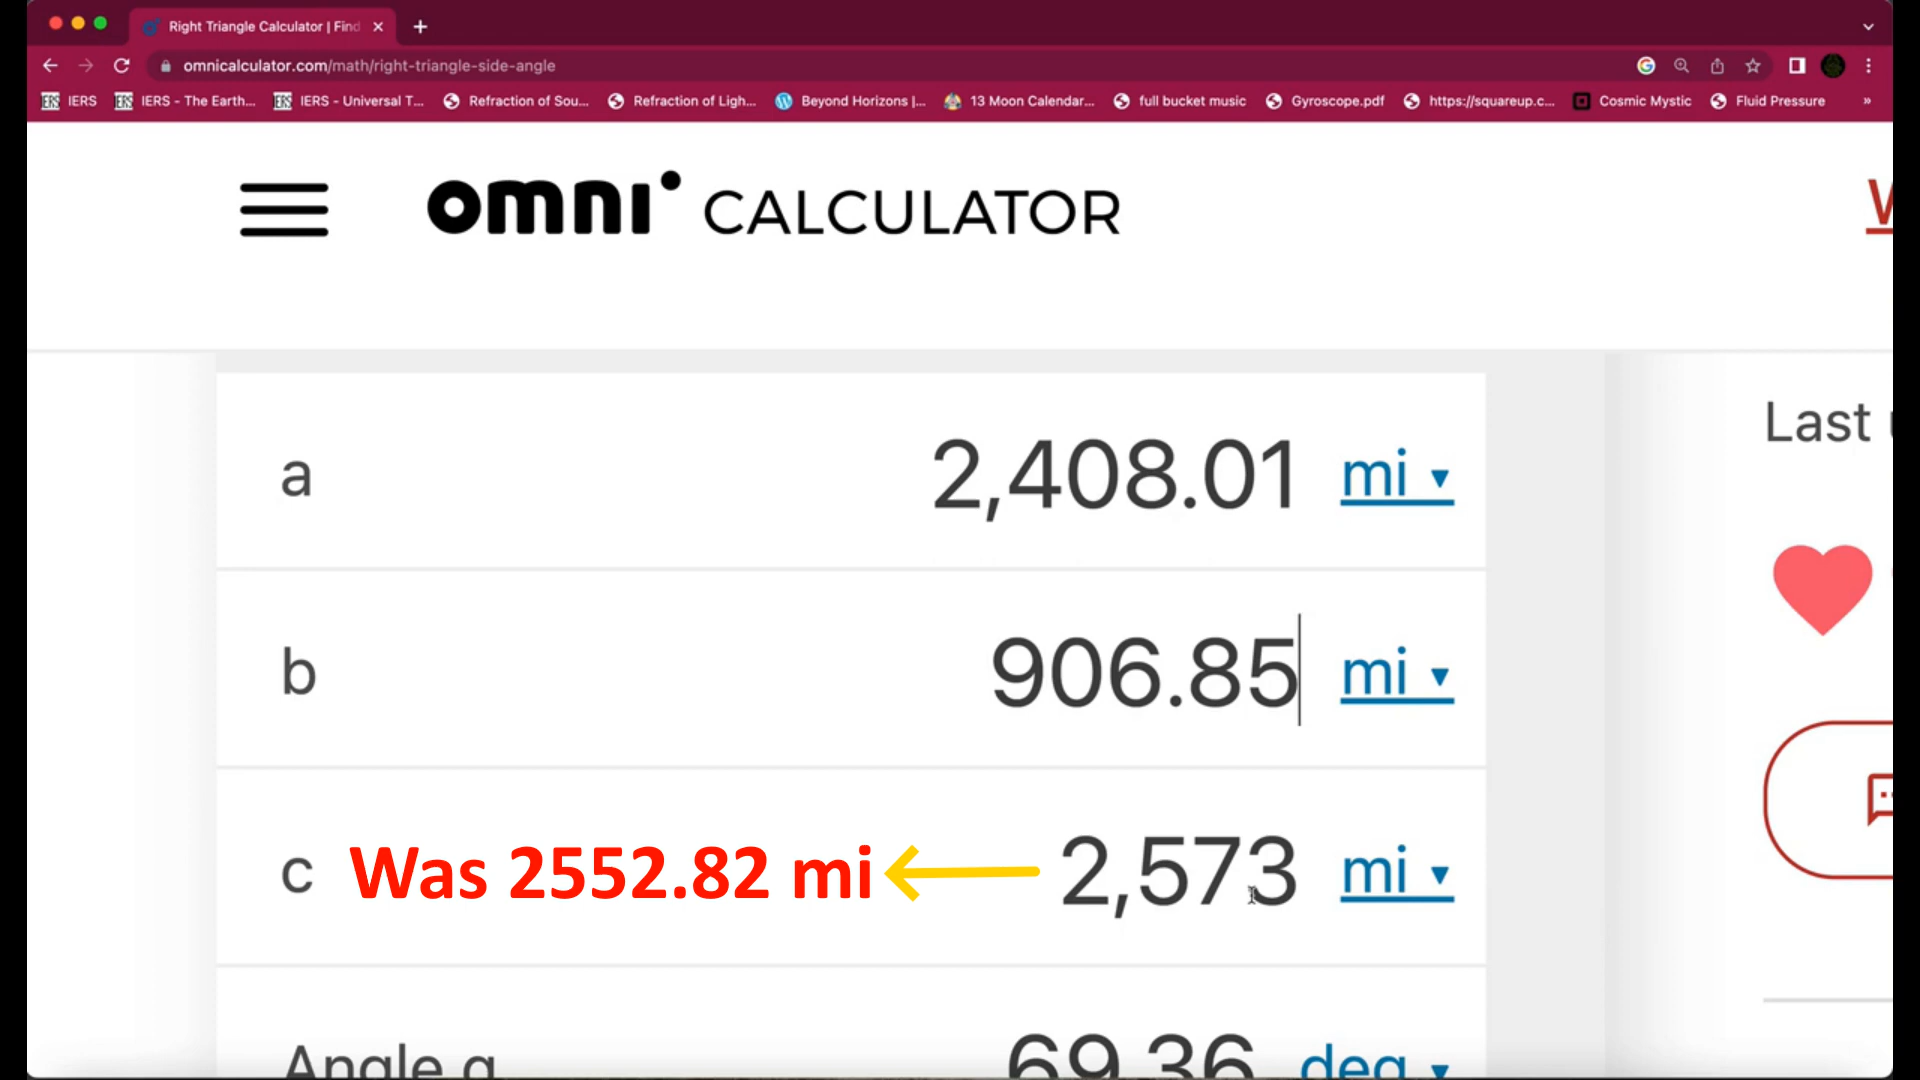 Right Triangle Calculator | Find
omnicalculator.com/math/right-triangle-side-angle
IERS IERS IERS IERS - The Earth... IERS IERS - Universal T... Refraction of Sou... Refraction of Ligh... Beyond Horizons |... 13 Moon Calendar... full bucket music Gyroscope.pdf https://squareup.c... Cosmic Mystic Fluid Pressure »
omni CALCULATOR
a 2,408.01 mi
Last
b 906.85 mi
c Was 2552.82 mi 2,573 mi
Angle α 69.36 deg